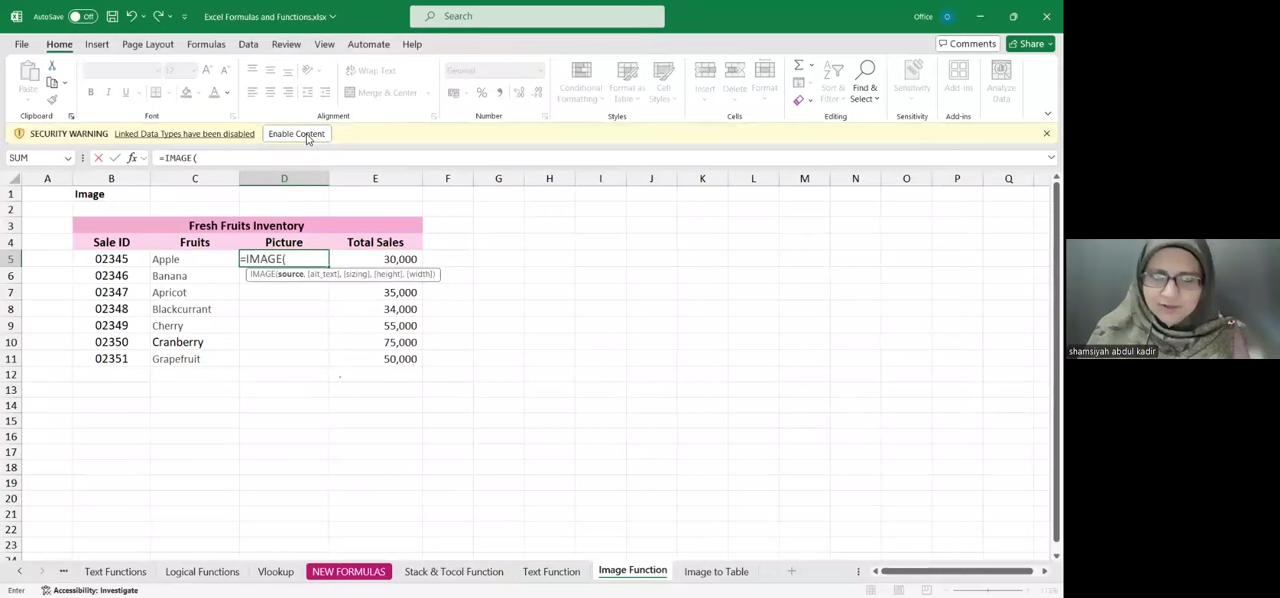 AutoSave Off Excel Formulas and Functions.xlsx Search Office O
File Home Insert Page Layout Formulas Data Review View Automate Help Comments Share
Paste 12 A A Wrap Text General Conditional Format as Cell Insert Delete Format Sort & Find & Sensitivity Add-ins Analyze
B I U A Merge & Center % Formatting Table Styles Filter Select Data
Clipboard Font Alignment Number Styles Cells Editing Sensitivity Add-ins
SECURITY WARNING Linked Data Types have been disabled Enable Content
SUM fx =IMAGE(
A B C D E F G H I J K L M N O P Q
1 Image
2
3 Fresh Fruits Inventory
4 Sale ID Fruits Picture Total Sales
5 02345 Apple =IMAGE( 30,000
IMAGE(source, [alt_text], [sizing], [height], [width])
6 02346 Banana
7 02347 Apricot 35,000
8 02348 Blackcurrant 34,000
9 02349 Cherry 55,000
10 02350 Cranberry 75,000
11 02351 Grapefruit 50,000
12
13
14
15
16
17
18
19
20
21
22
23
24
shamsiyah abdul kadir
Text Functions Logical Functions Vlookup NEW FORMULAS Stack & Tocol Function Text Function Image Function Image to Table
Enter Accessibility: Investigate